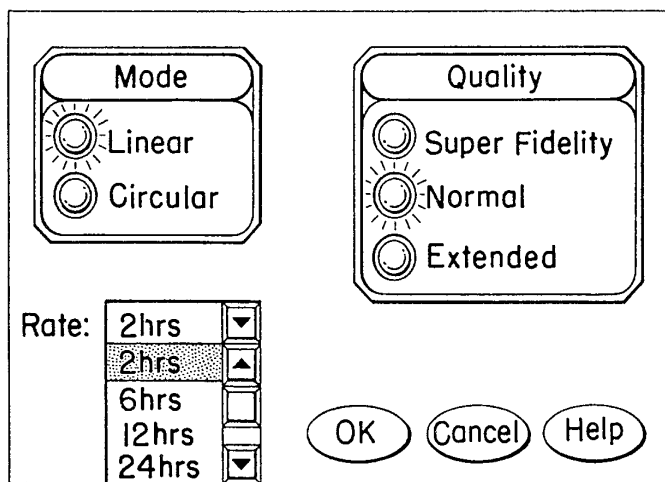 Mode
Linear
Circular
Quality
Super Fidelity
Normal
Extended
Rate: 2hrs
2hrs
6hrs
12hrs
24hrs
OK Cancel Help